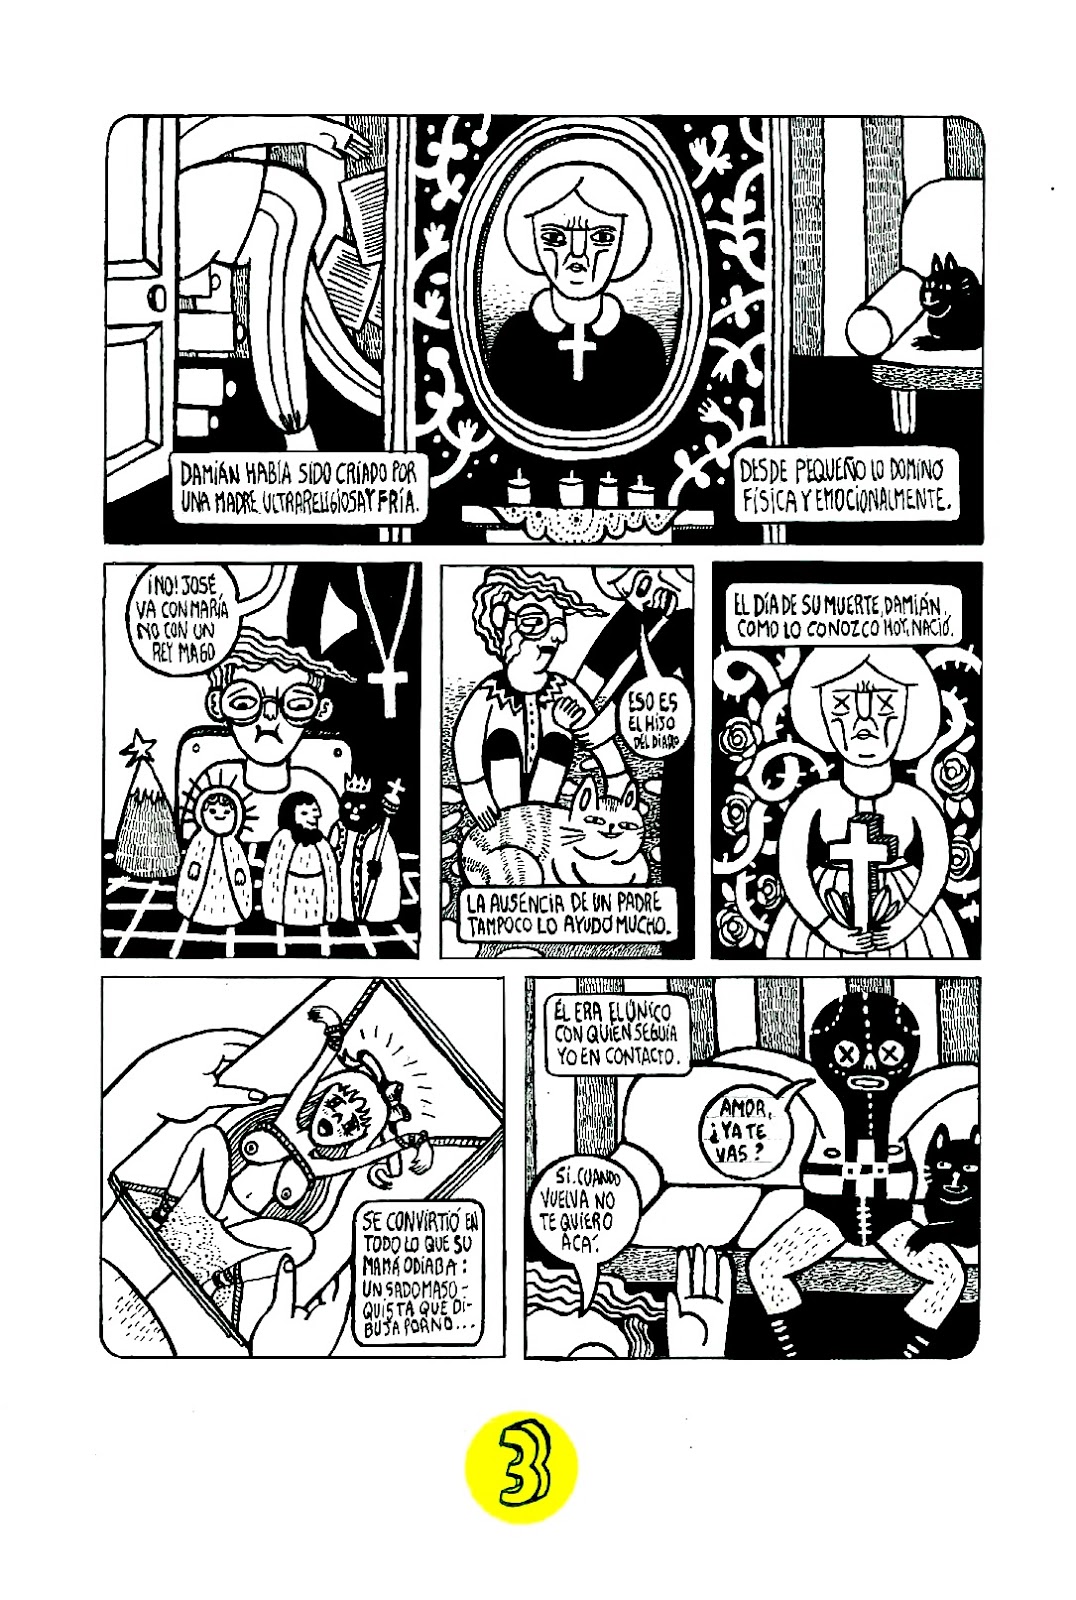 DAMIÁN HABÍA SIDO CRIADO POR
UNA MADRE ULTRARELIGIOSA Y FRÍA.
DESDE PEQUEÑO LO DOMINÓ
FÍSICA Y EMOCIONALMENTE.
¡NO! JOSÉ
VA CON MARÍA
NO CON UN
REY MAGO
ESO ES
EL HIJO
DEL DIABLO
LA AUSENCIA DE UN PADRE
TAMPOCO LO AYUDÓ MUCHO.
EL DÍA DE SU MUERTE, DAMIÁN,
COMO LO CONOZCO HOY, NACIÓ.
SE CONVIRTIÓ EN
TODO LO QUE SU
MAMÁ ODIABA:
UN SADOMASO-
QUISTA QUE DI-
BUJA PORNO...
ÉL ERA EL ÚNICO
CON QUIEN SEGUÍA
YO EN CONTACTO.
AMOR,
¿YA TE
VAS?
SI. CUANDO
VUELVA NO
TE QUIERO
ACÁ.
3